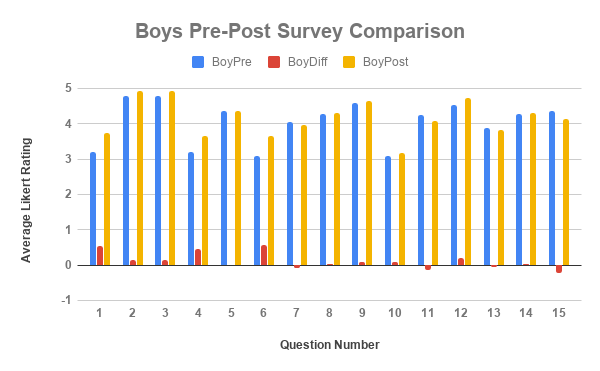 Boys Pre-Post Survey Comparison
BoyPre BoyDiff BoyPost
5
4
3
2
1
0
-1
Average Likert Rating
1 2 3 4 5 6 7 8 9 10 11 12 13 14 15
Question Number